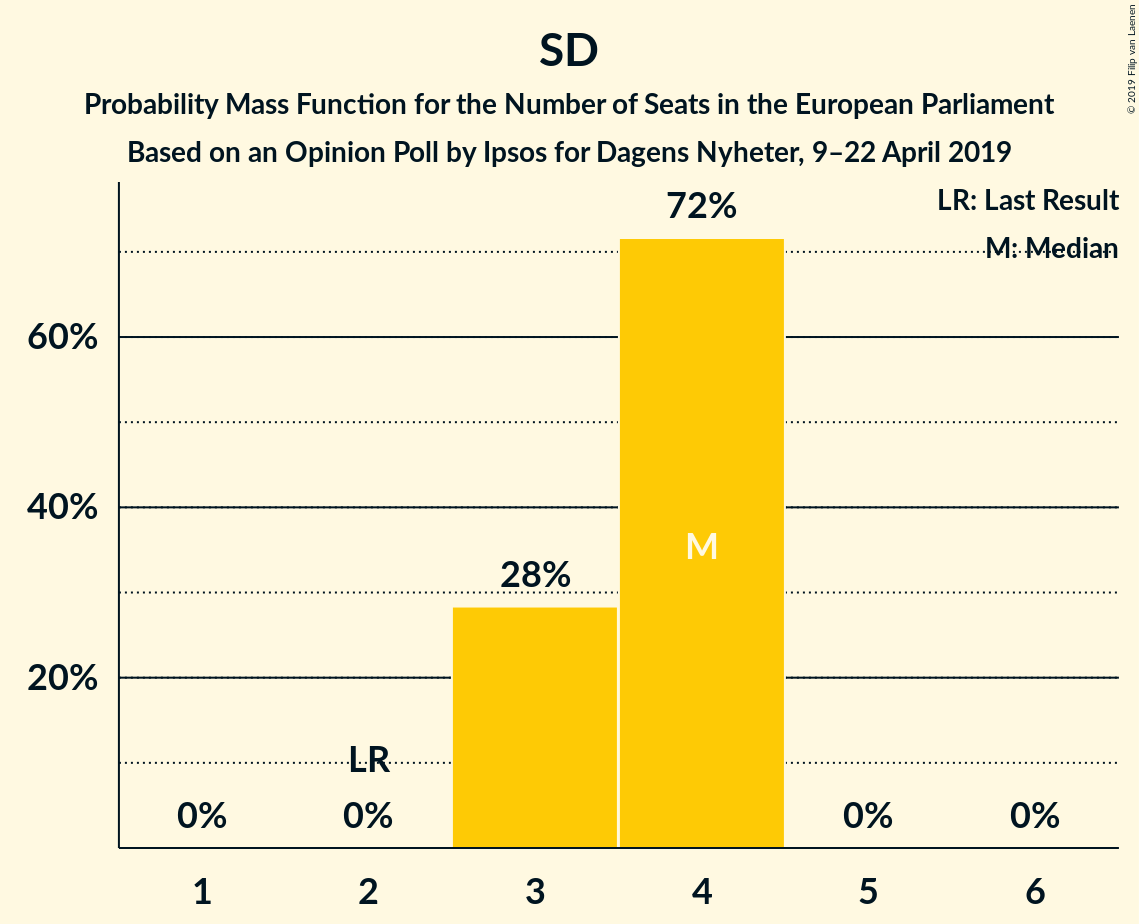 SD
Probability Mass Function for the Number of Seats in the European Parliament
Based on an Opinion Poll by Ipsos for Dagens Nyheter, 9–22 April 2019
© 2019 Filip van Laenen
LR: Last Result
M: Median
72%
60%
40%
M
28%
20%
LR
0% 0% 0% 0%
1 2 3 4 5 6